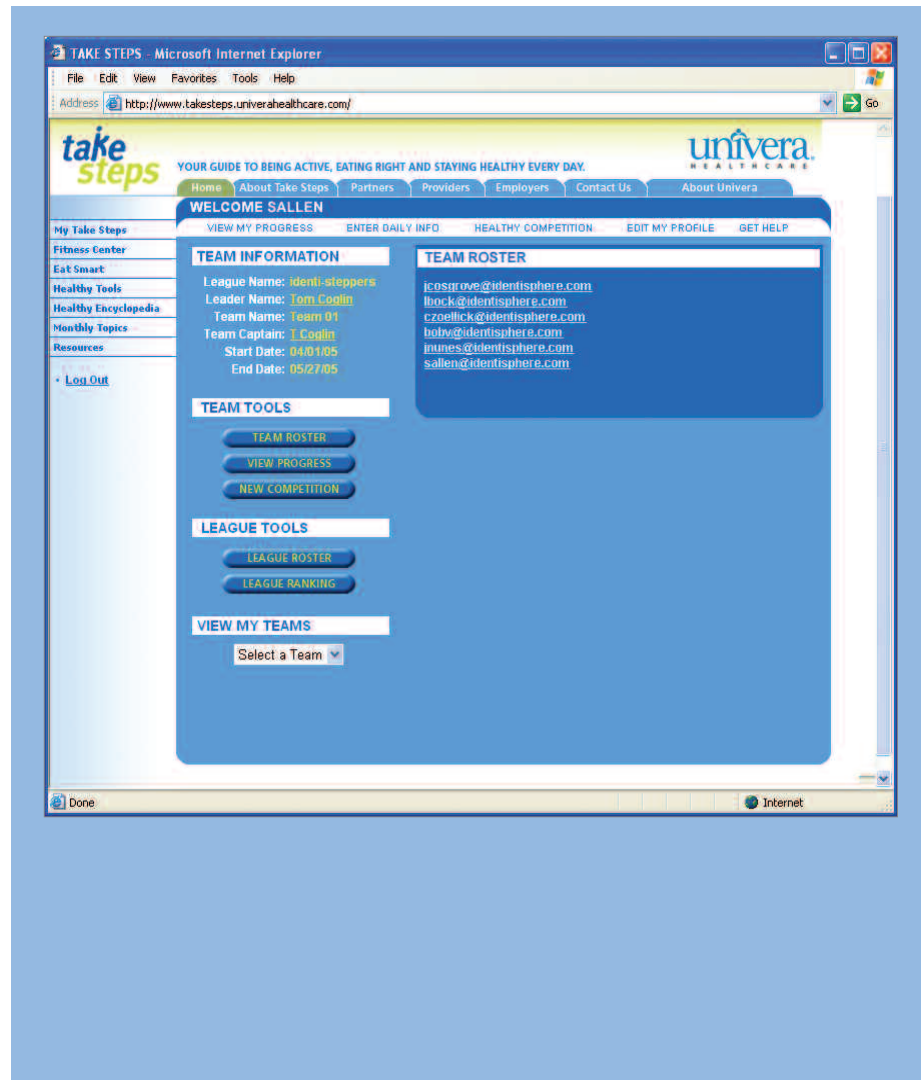 TAKE STEPS - Microsoft Internet Explorer
File Edit View Favorites Tools Help
Address http://www.takesteps.univerahealthcare.com/ Go
take
steps
YOUR GUIDE TO BEING ACTIVE, EATING RIGHT AND STAYING HEALTHY EVERY DAY.
univera
HEALTHCARE
Home About Take Steps Partners Providers Employers Contact Us About Univera
WELCOME SALLEN
VIEW MY PROGRESS ENTER DAILY INFO HEALTHY COMPETITION EDIT MY PROFILE GET HELP
My Take Steps
Fitness Center
Eat Smart
Healthy Tools
Healthy Encyclopedia
Monthly Topics
Resources
• Log Out
TEAM INFORMATION
League Name: identi-steppers
Leader Name: Tom Coglin
Team Name: Team 01
Team Captain: T Coglin
Start Date: 04/01/05
End Date: 05/27/05
TEAM TOOLS
TEAM ROSTER
VIEW PROGRESS
NEW COMPETITION
LEAGUE TOOLS
LEAGUE ROSTER
LEAGUE RANKING
VIEW MY TEAMS
Select a Team
TEAM ROSTER
jcosgrove@identisphere.com
lbock@identisphere.com
czoellick@identisphere.com
bobv@identisphere.com
jnunes@identisphere.com
sallen@identisphere.com
Done Internet